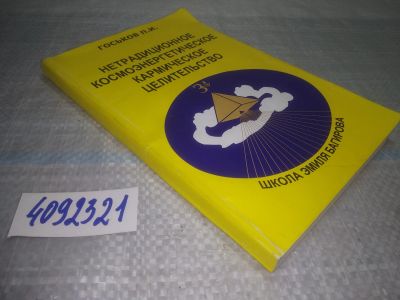 ГОСЬКОВ П.И.
НЕТРАДИЦИОННОЕ
КОСМОЭНЕРГЕТИЧЕСКОЕ
КАРМИЧЕСКОЕ
ЦЕЛИТЕЛЬСТВО
ШКОЛА ЭМИЛЯ БАГИРОВА
4092321